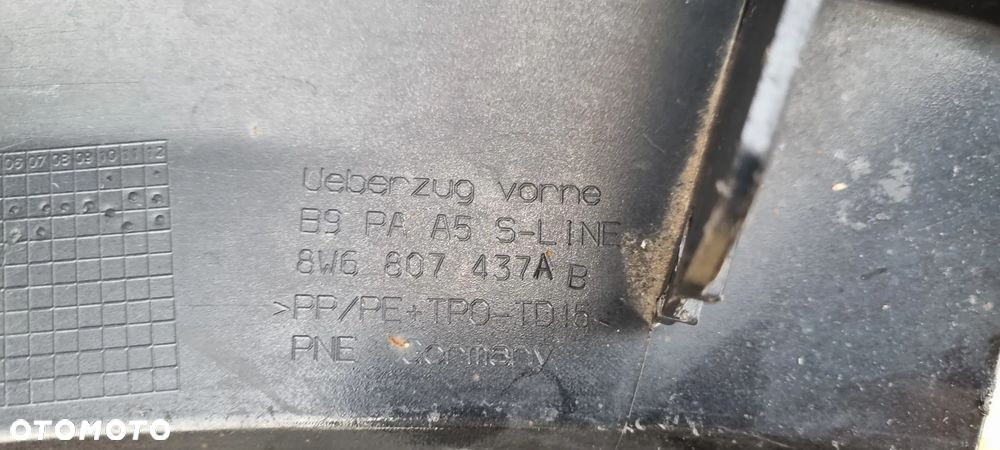 06 07 08 09 10 11 12
Ueberzug vorne
B9 PA A5 S-LINE
8W6 807 437A B
>PP/PE+TPO-TD15<
PNE Germany
OTOMOTO